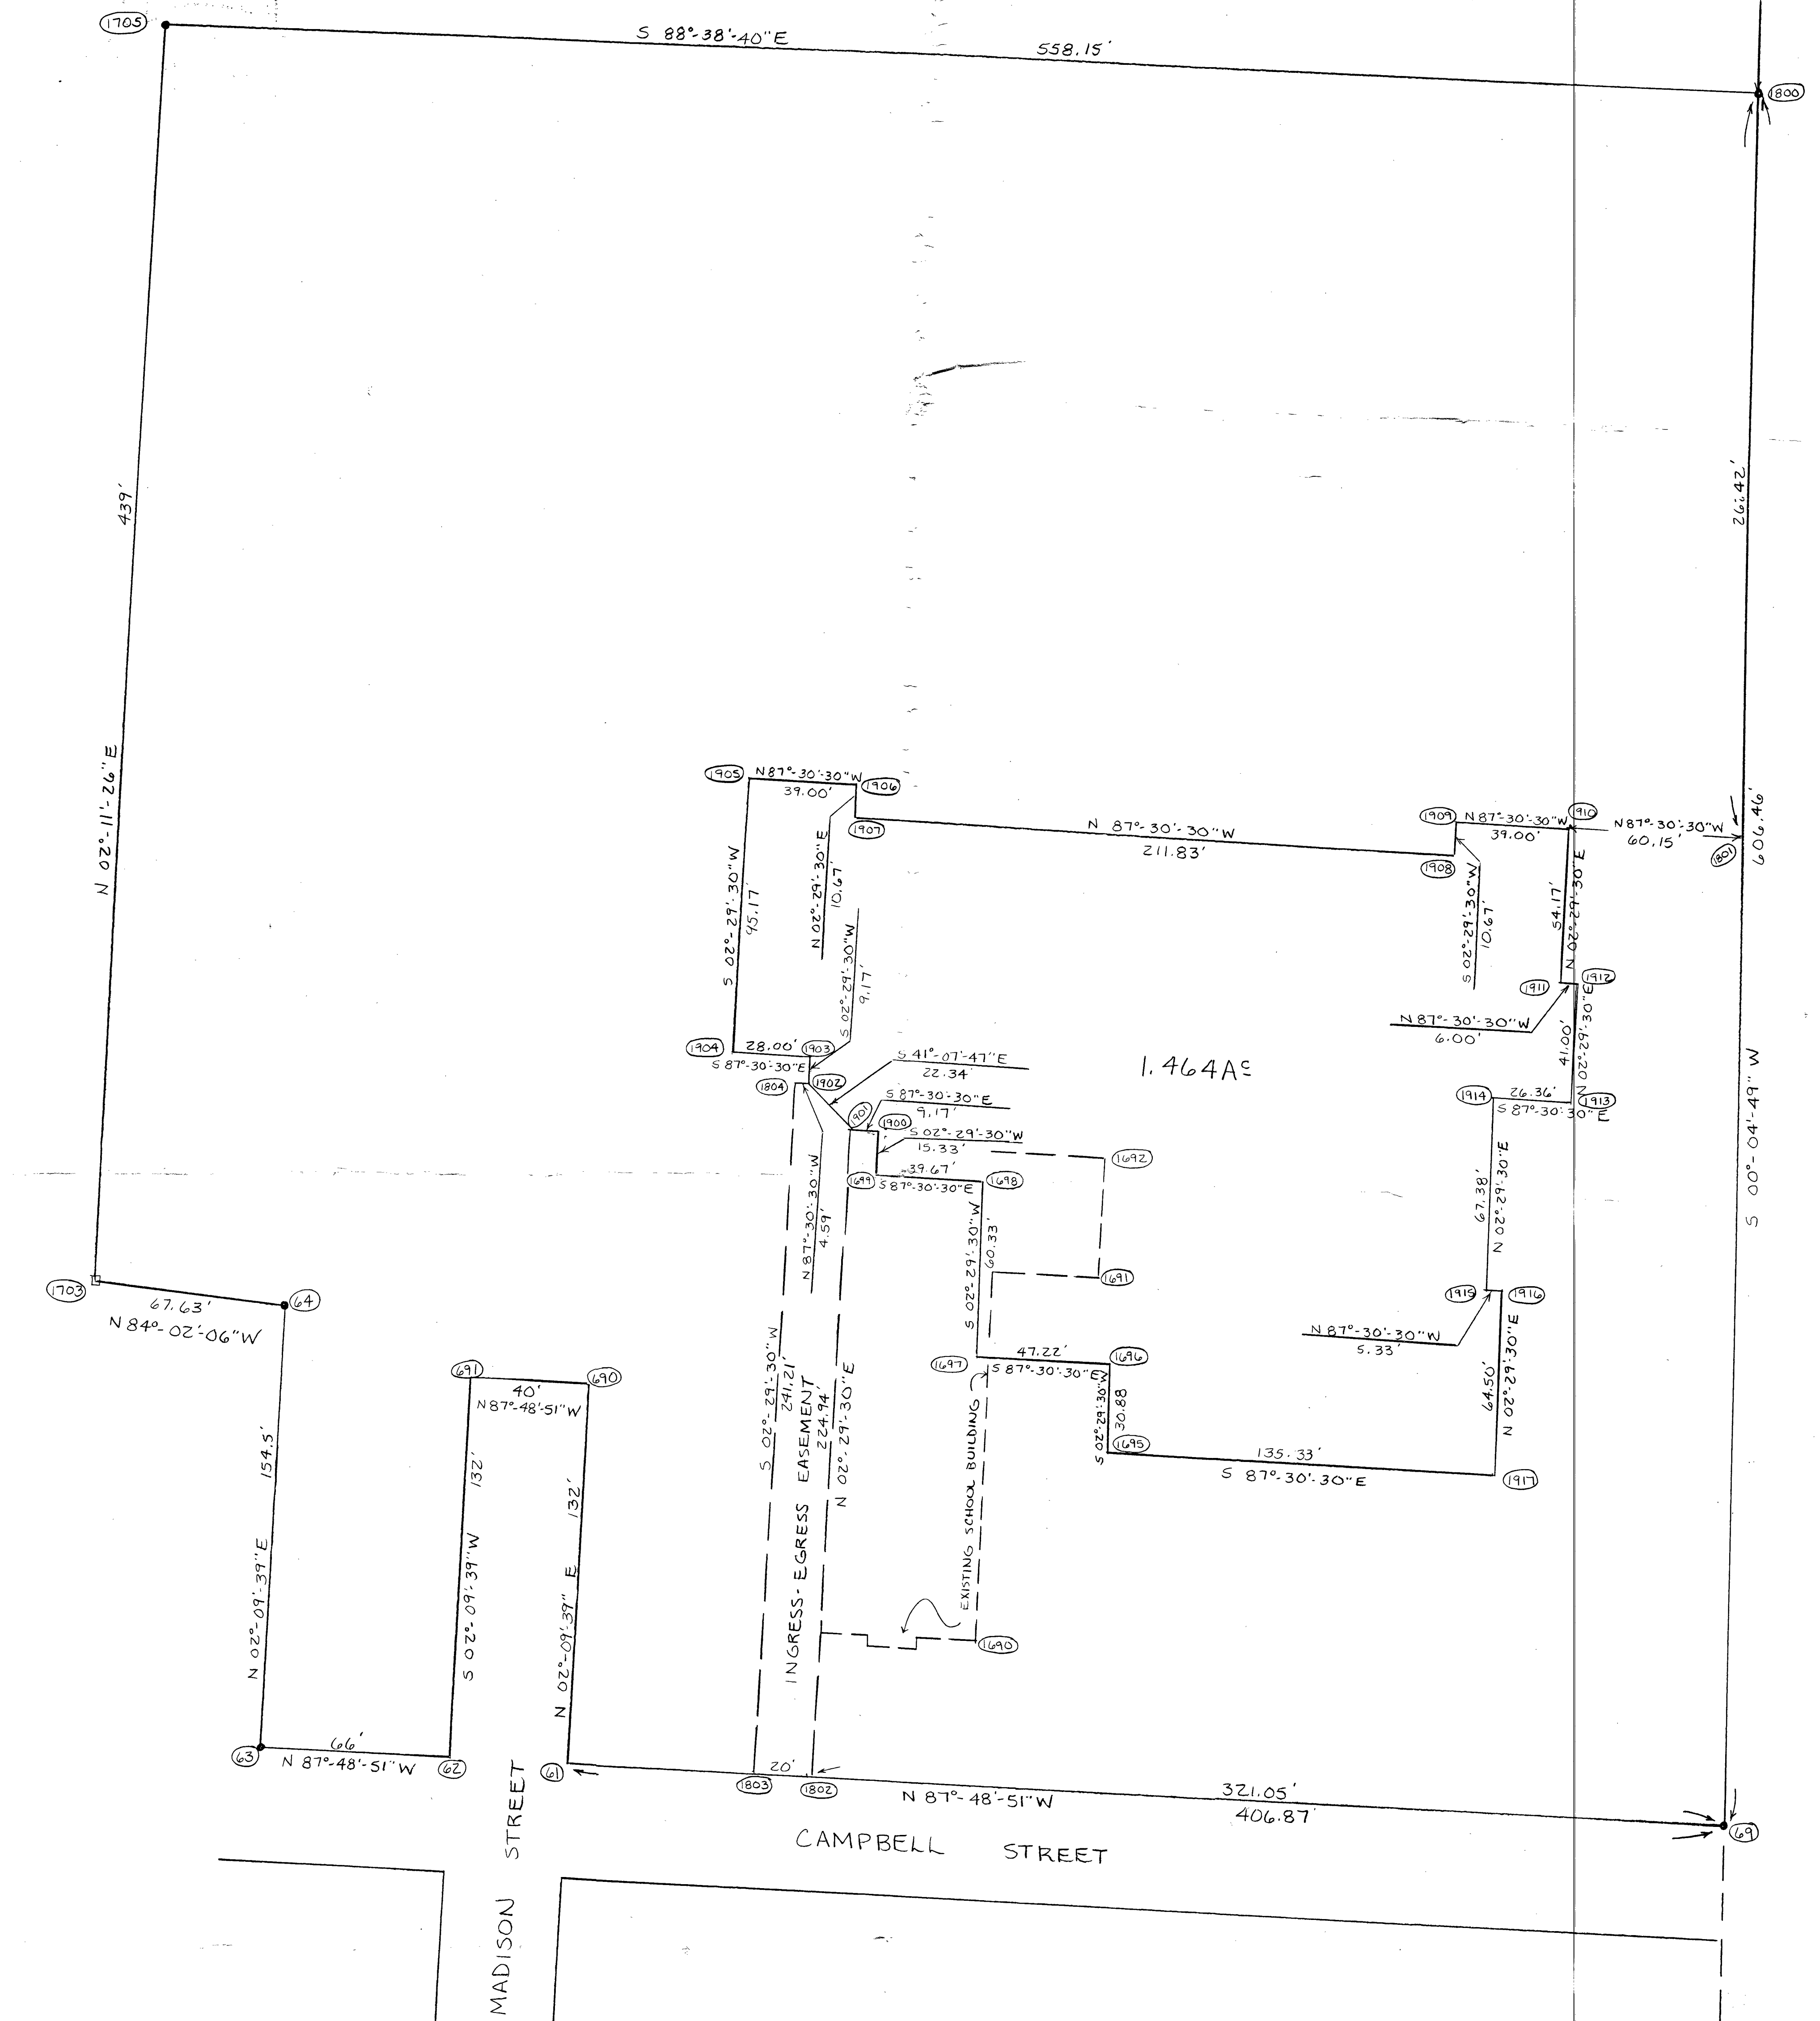 1705
S 88°-38'-40"E
558.15'
1800
439'
N 02°-11'-26"E
26:42'
606.46'
S 00°-04'-49" W
1905
N87°-30'-30"W
39.00'
1906
1907
N 87°-30'-30"W
211.83'
1909
N87°-30'-30"W
39.00'
1910
N87°-30'-30"W
60.15'
1801
1908
S 02°-29'-30"W
N 02°-29'-30"E
10.67'
S 02°-29'-30"W
9.17'
S 02°-29'-30"W
10.67'
54.17'
N 02°-29'-30"E
1911
1912
N87°-30'-30"W
6.00'
41.00'
N 02°-29'-30"E
1904
28.00'
1903
S 87°-30'-30"E
1804
1902
S 41°-07'-47"E
22.34'
1.464Ac
S 87°-30'-30"E
9.17'
1901
1900
S 02°-29'-30"W
15.33'
1914
26.36'
1913
S 87°-30'-30"E
1692
39.67'
1699
S 87°-30'-30"E
1698
N 87°-30'-30"W
4.59'
S 02°-29'-30"W
60.33'
67.38'
N 02°-29'-30"E
1691
1703
67.63'
64
N 84°-02'-06"W
1915
1916
N 87°-30'-30"W
5.33'
S 02°-29'-30"W
241.21'
INGRESS-EGRESS EASEMENT
224.94'
N 02°-29'-30"E
1697
47.22'
1696
S 87°-30'-30"E
S 02°-29'-30"W
30.88
1695
135.33'
S 87°-30'-30"E
64.50'
N 02°-29'-30"E
1917
691
40'
690
N87°-48'-51"W
154.5'
N 02°-09'-39"E
132'
S 02°-09'-39"W
132'
N 02°-09'-39" E
EXISTING SCHOOL BUILDING
1690
63
66'
N 87°-48'-51"W
62
61
1803
20'
1802
N 87°-48'-51"W
321.05'
406.87'
69
CAMPBELL STREET
MADISON STREET